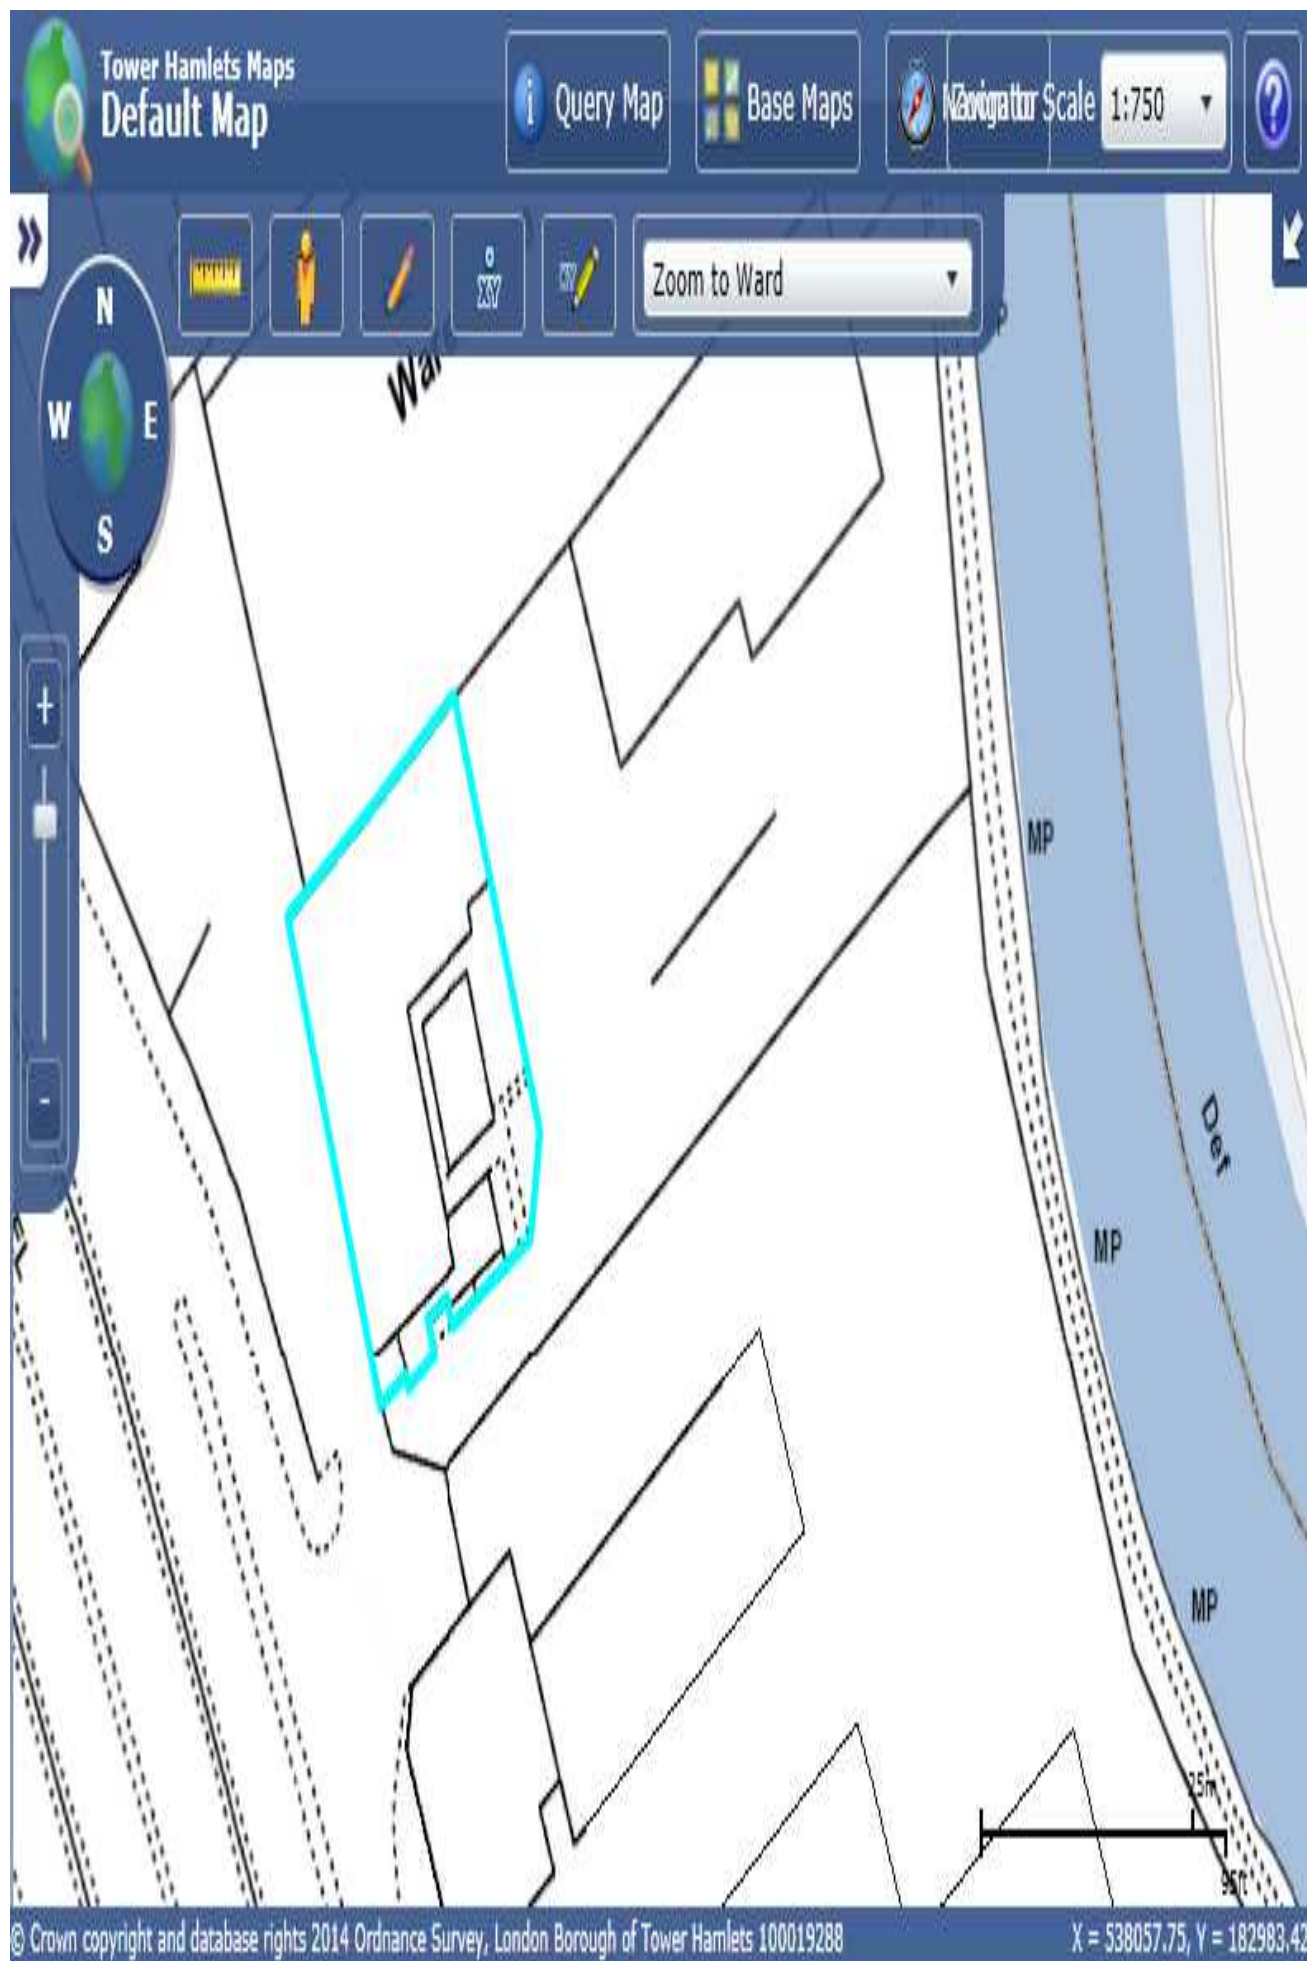 Tower Hamlets Maps
Default Map
Query Map
Base Maps
Scale
1:750
?
N
W E
S
XY
Zoom to Ward
MP
MP
MP
Def
25m
95ft
© Crown copyright and database rights 2014 Ordnance Survey, London Borough of Tower Hamlets 100019288
X = 538057.75, Y = 182983.42